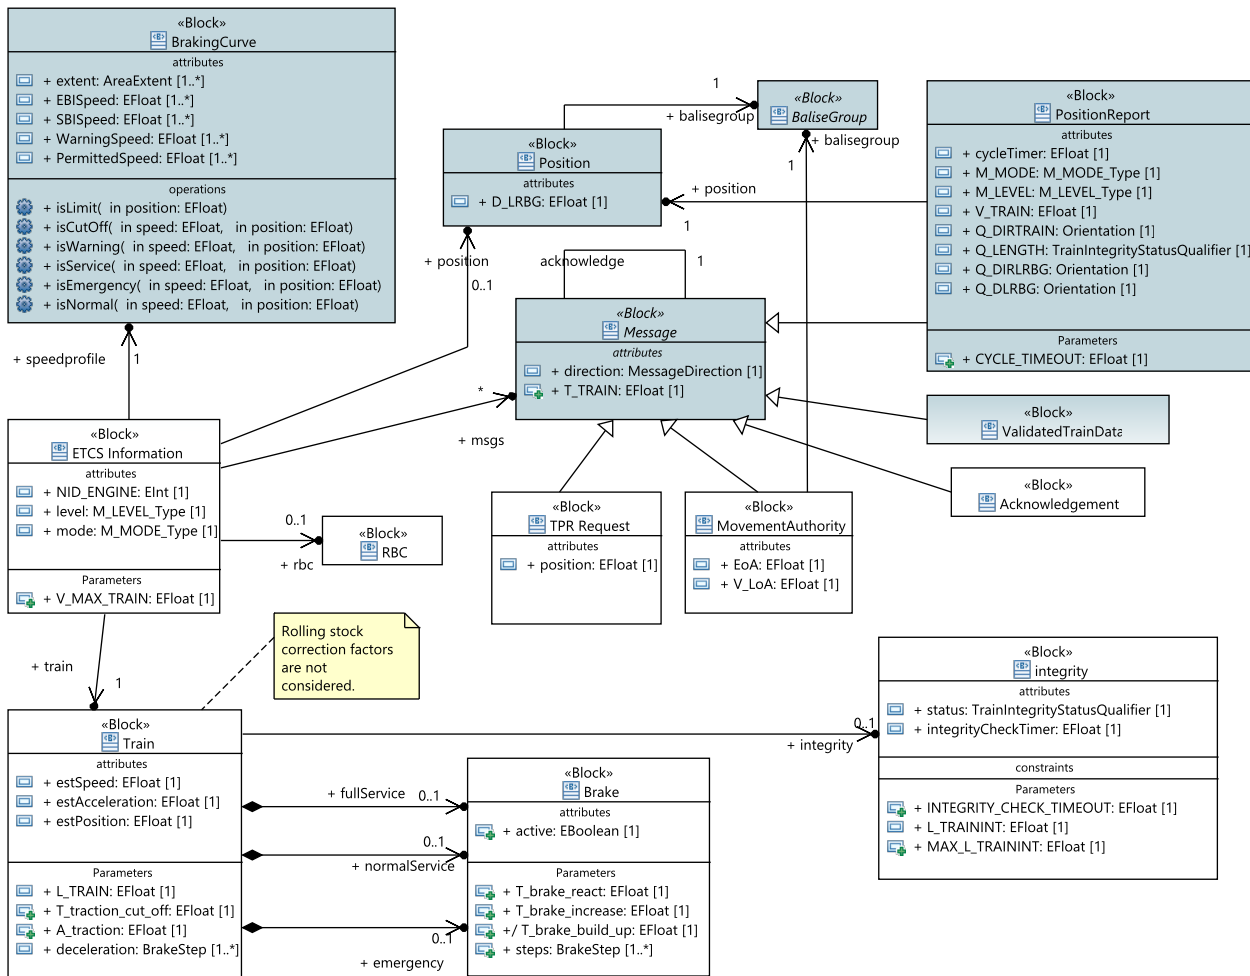 «Block»
BrakingCurve
attributes
+ extent: AreaExtent [1..*]
+ EBISpeed: EFloat [1..*]
+ SBISpeed: EFloat [1..*]
+ WarningSpeed: EFloat [1..*]
+ PermittedSpeed: EFloat [1..*]
operations
+ isLimit(  in position: EFloat)
+ isCutOff(  in speed: EFloat,   in position: EFloat)
+ isWarning(  in speed: EFloat,   in position: EFloat)
+ isService(  in speed: EFloat,   in position: EFloat)
+ isEmergency(  in speed: EFloat,   in position: EFloat)
+ isNormal(  in speed: EFloat,   in position: EFloat)
1
+ balisegroup
«Block»
BaliseGroup
+ balisegroup
1
«Block»
Position
attributes
+ D_LRBG: EFloat [1]
+ position
1
«Block»
PositionReport
attributes
+ cycleTimer: EFloat [1]
+ M_MODE: M_MODE_Type [1]
+ M_LEVEL: M_LEVEL_Type [1]
+ V_TRAIN: EFloat [1]
+ Q_DIRTRAIN: Orientation [1]
+ Q_LENGTH: TrainIntegrityStatusQualifier [1]
+ Q_DIRLRBG: Orientation [1]
+ Q_DLRBG: Orientation [1]
Parameters
+ CYCLE_TIMEOUT: EFloat [1]
+ position
0..1
acknowledge
1
«Block»
Message
attributes
+ direction: MessageDirection [1]
+ T_TRAIN: EFloat [1]
+ speedprofile
1
*
+ msgs
«Block»
ValidatedTrainData
«Block»
Acknowledgement
«Block»
ETCS Information
attributes
+ NID_ENGINE: EInt [1]
+ level: M_LEVEL_Type [1]
+ mode: M_MODE_Type [1]
Parameters
+ V_MAX_TRAIN: EFloat [1]
0..1
+ rbc
«Block»
RBC
«Block»
TPR Request
attributes
+ position: EFloat [1]
«Block»
MovementAuthority
attributes
+ EoA: EFloat [1]
+ V_LoA: EFloat [1]
+ train
1
Rolling stock
correction factors
are not
considered.
«Block»
integrity
attributes
+ status: TrainIntegrityStatusQualifier [1]
+ integrityCheckTimer: EFloat [1]
constraints
Parameters
+ INTEGRITY_CHECK_TIMEOUT: EFloat [1]
+ L_TRAININT: EFloat [1]
+ MAX_L_TRAININT: EFloat [1]
0..1
+ integrity
«Block»
Train
attributes
+ estSpeed: EFloat [1]
+ estAcceleration: EFloat [1]
+ estPosition: EFloat [1]
Parameters
+ L_TRAIN: EFloat [1]
+ T_traction_cut_off: EFloat [1]
+ A_traction: EFloat [1]
+ deceleration: BrakeStep [1..*]
+ fullService
0..1
0..1
+ normalService
0..1
+ emergency
«Block»
Brake
attributes
+ active: EBoolean [1]
Parameters
+ T_brake_react: EFloat [1]
+ T_brake_increase: EFloat [1]
+/ T_brake_build_up: EFloat [1]
+ steps: BrakeStep [1..*]